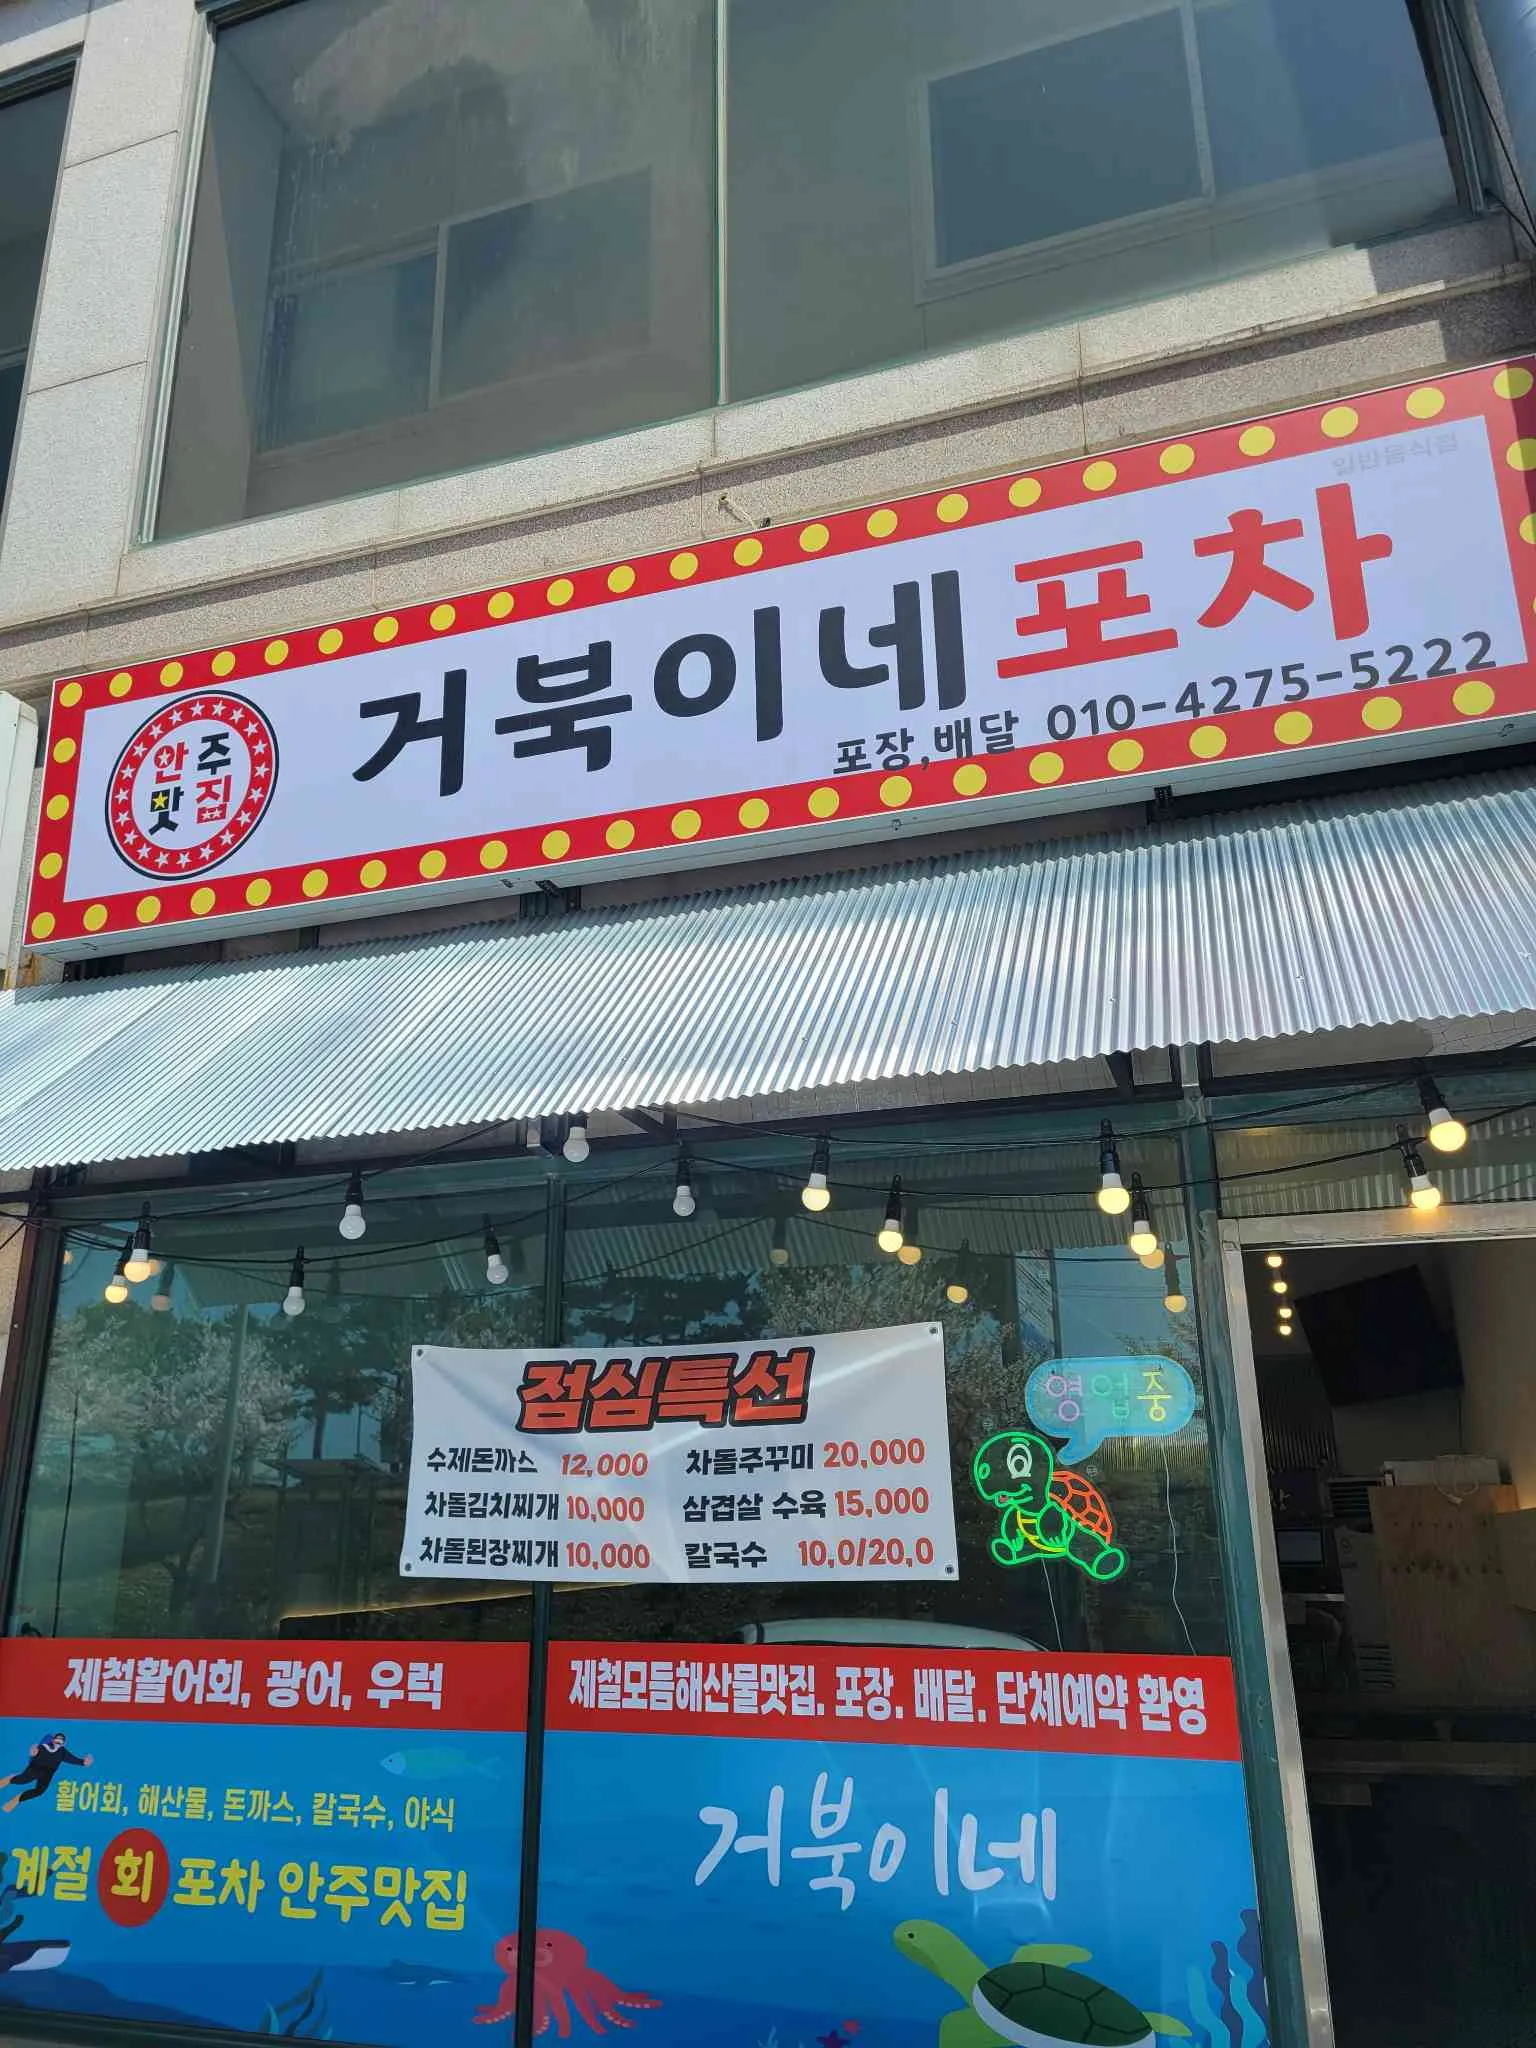 일반음식점
안주
맛집
거북이네포차
포장,배달 010-4275-5222
점심특선
수제돈까스 12,000 차돌주꾸미 20,000
차돌김치찌개 10,000 삼겹살 수육 15,000
차돌된장찌개 10,000 칼국수 10,0/20,0
영업중
제철활어회, 광어, 우럭
활어회, 해산물, 돈까스, 칼국수, 야식
계절 회 포차 안주맛집
제철모듬해산물맛집. 포장. 배달. 단체예약 환영
거북이네